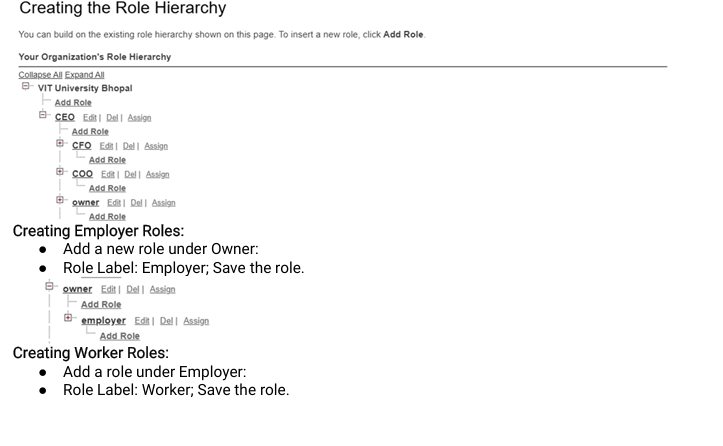 Creating the Role Hierarchy
You can build on the existing role hierarchy shown on this page. To insert a new role, click Add Role.
Your Organization's Role Hierarchy
Collapse All Expand All
VIT University Bhopal
Add Role
CEO Edit | Del | Assign
Add Role
CFO Edit | Del | Assign
Add Role
COO Edit | Del | Assign
Add Role
owner Edit | Del | Assign
Add Role
Creating Employer Roles:
● Add a new role under Owner:
● Role Label: Employer; Save the role.
owner Edit | Del | Assign
Add Role
employer Edit | Del | Assign
Add Role
Creating Worker Roles:
● Add a role under Employer:
● Role Label: Worker; Save the role.